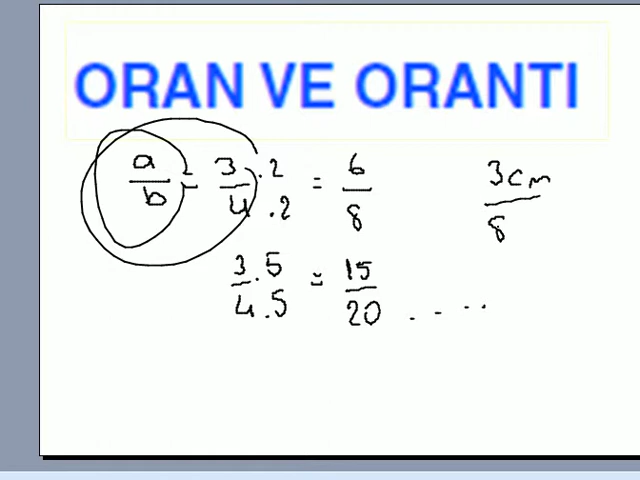 ORAN VE ORANTI
a/b = 3.2/4.2 = 6/8
3cm/8
3.5/4.5 = 15/20 . . . .